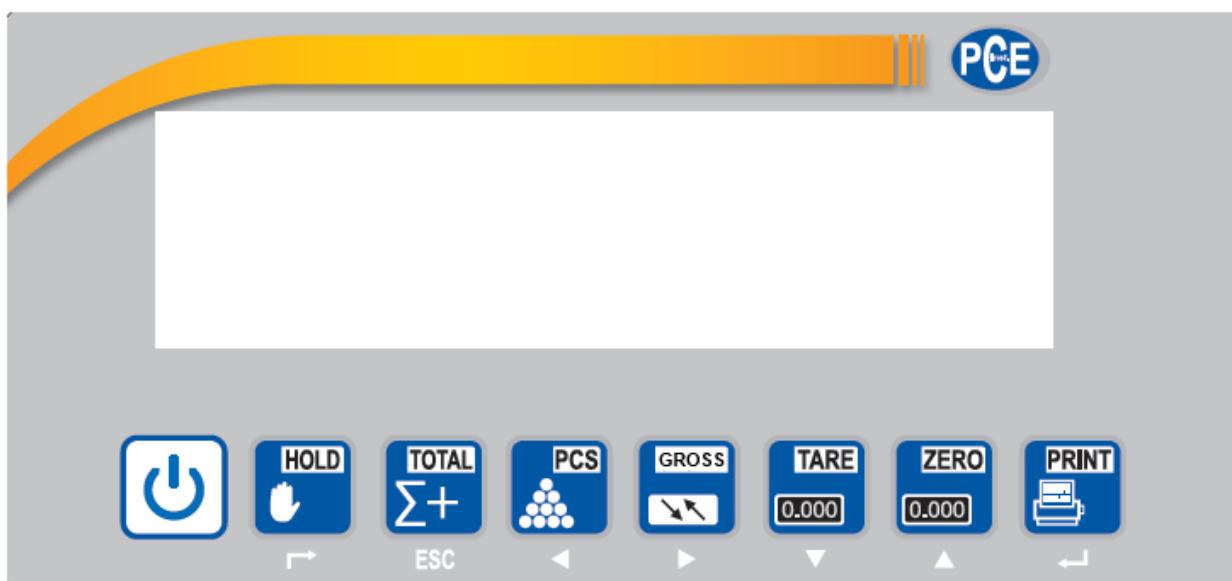 PCE
HOLD TOTAL PCS GROSS TARE ZERO PRINT
0.000 0.000
ESC